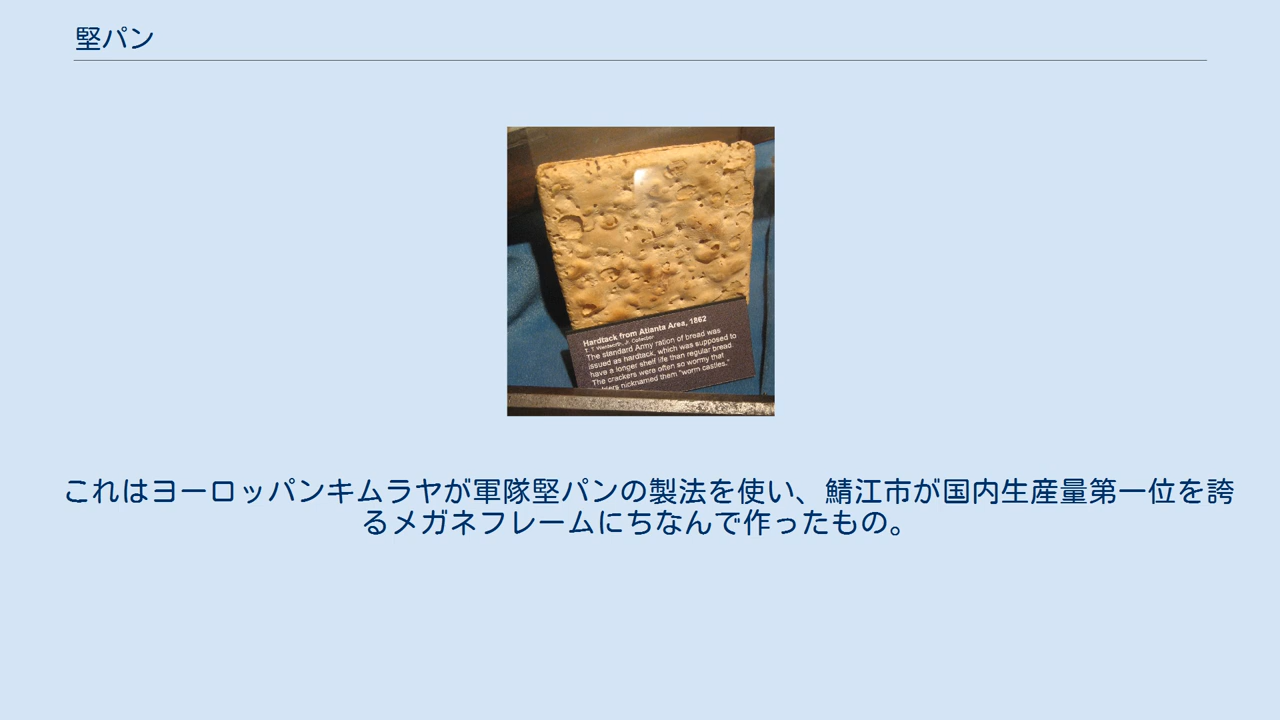 堅パン
Hardtack from Atlanta Area, 1862
T. T. Wentworth, Jr. Collection
The standard Army ration of bread was
issued as hardtack, which was supposed to
have a longer shelf life than regular bread.
The crackers were often so wormy that
nicknamed them "worm castles."
これはヨーロッパンキムラヤが軍隊堅パンの製法を使い、鯖江市が国内生産量第一位を誇
るメガネフレームにちなんで作ったもの。